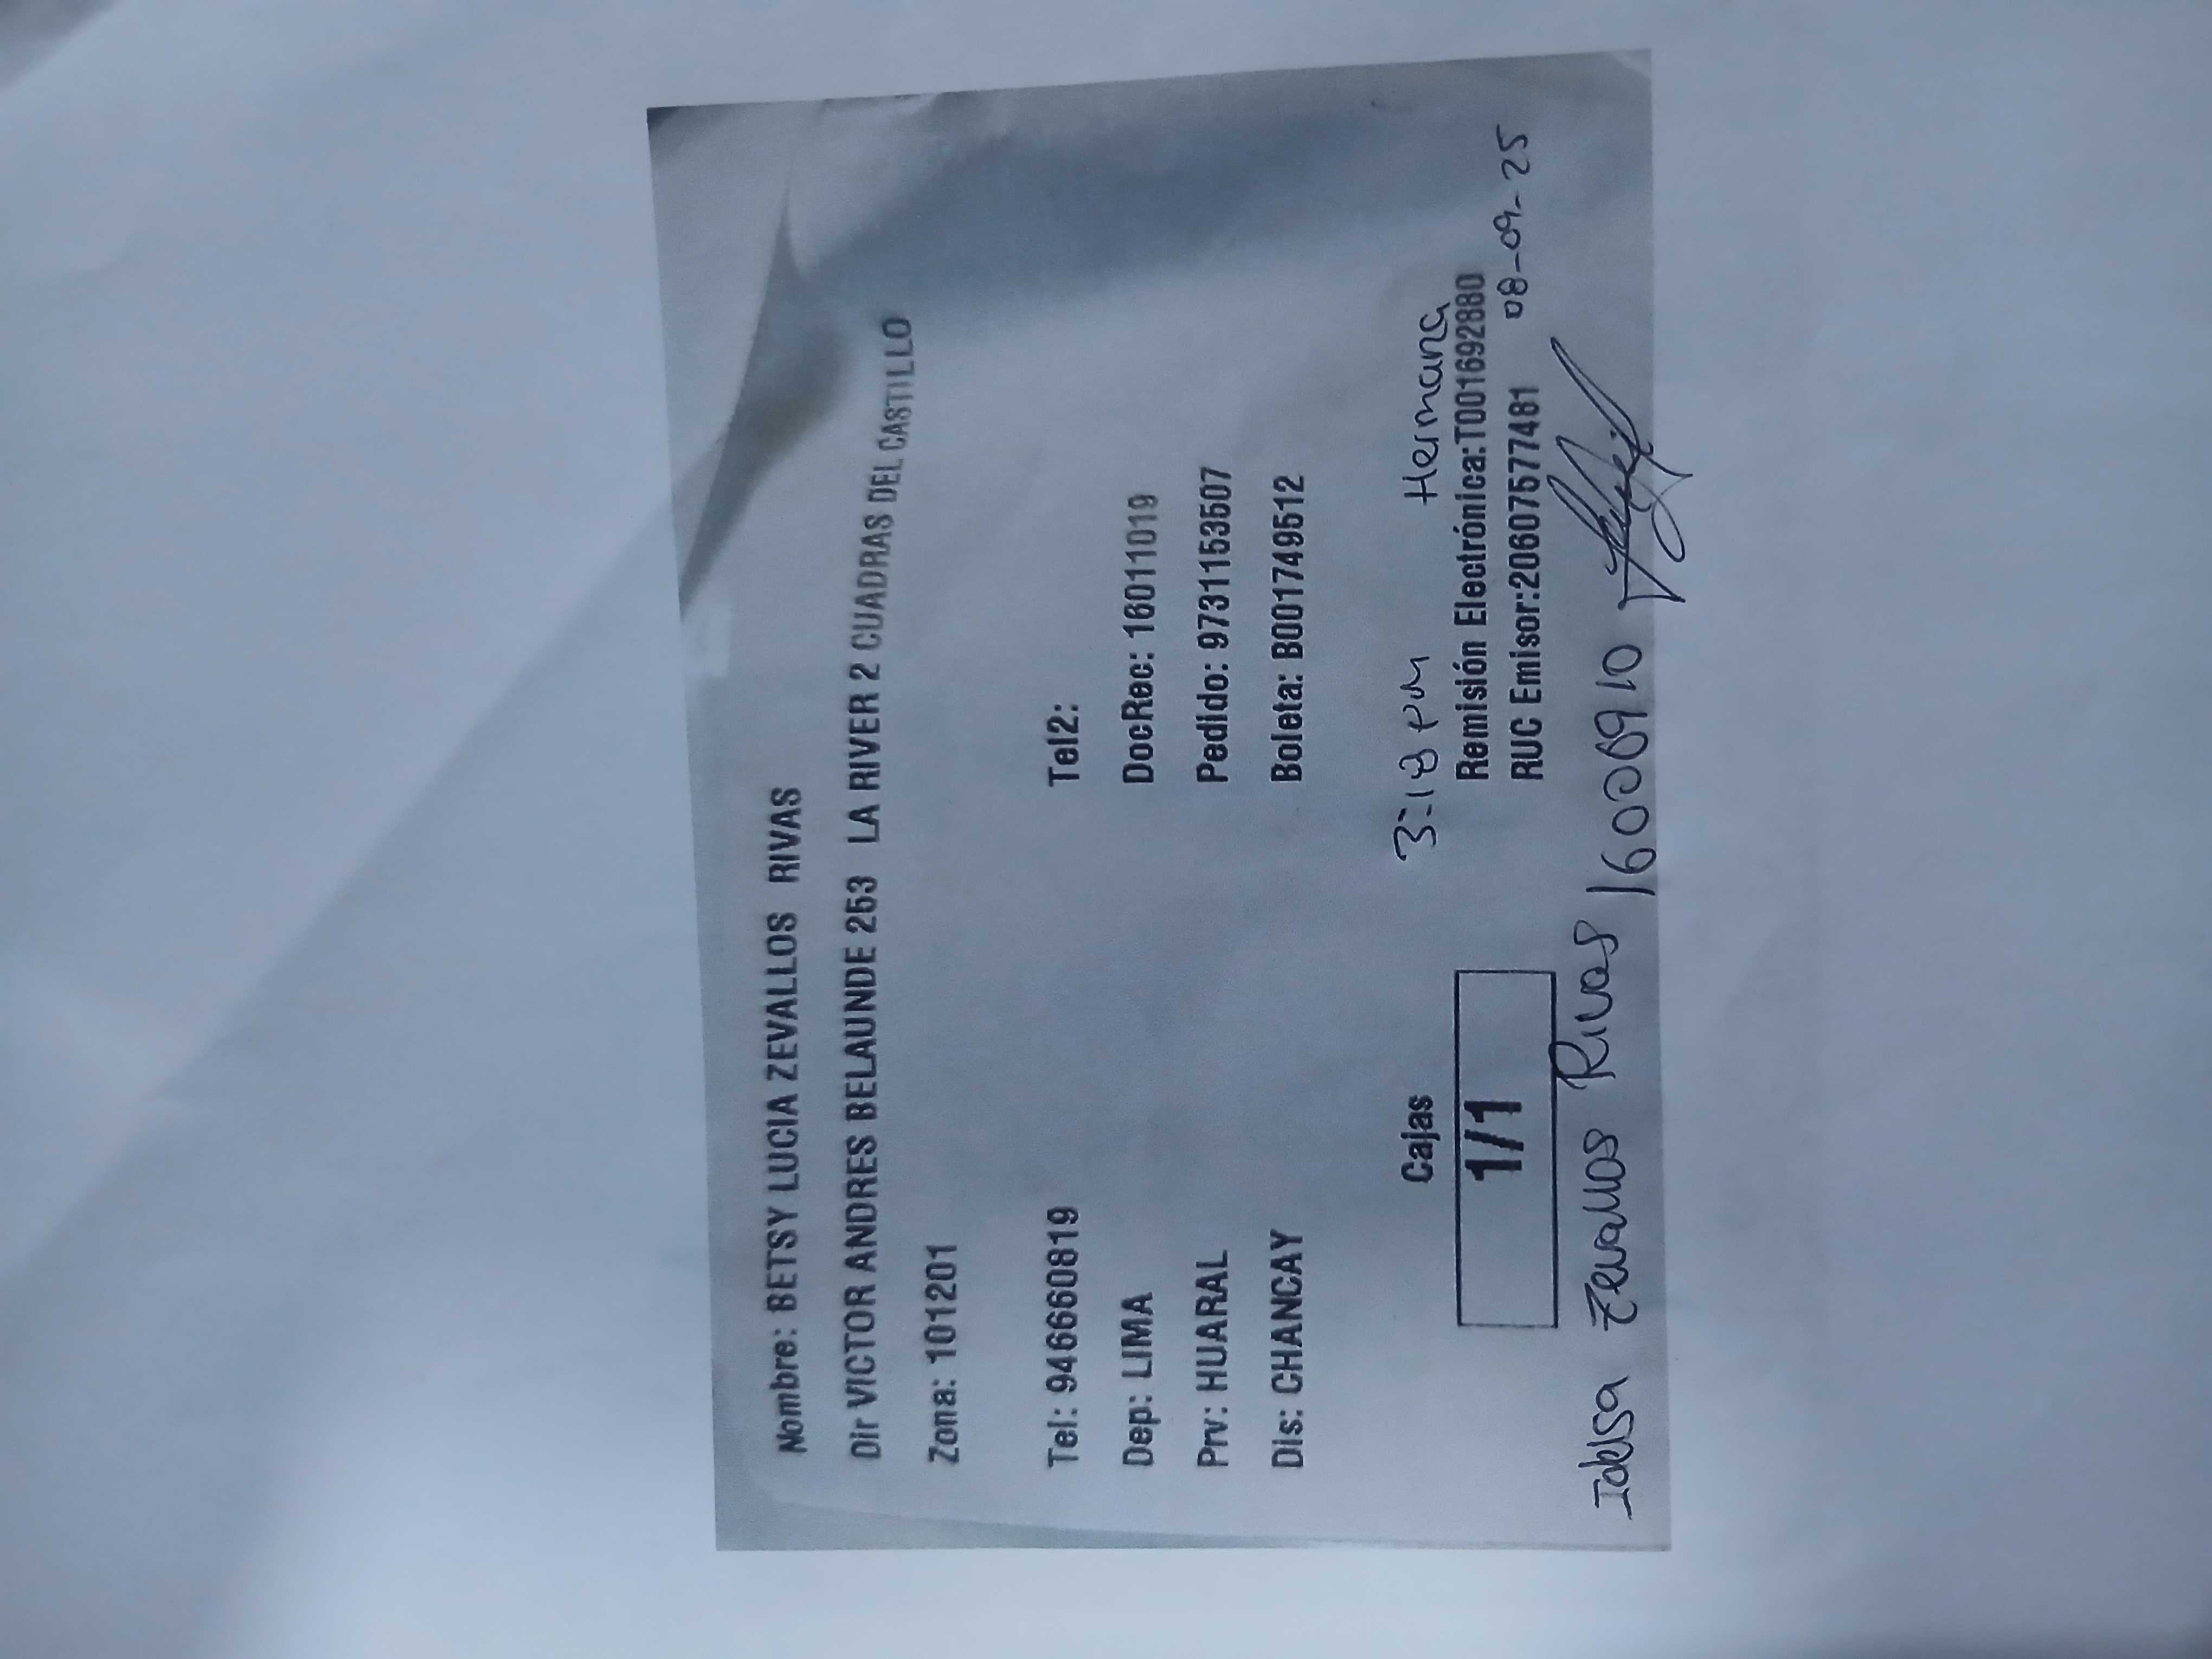 Nombre: BETSY LUCIA ZEVALLOS RIVAS
Dir VICTOR ANDRES BELAUNDE 253 LA RIVER 2 CUADRAS DEL CASTILLO
Zona: 101201
Tel: 946660819 Tel2:
Dep: LIMA DocRec: 16011019
Prv: HUARAL Pedido: 9731153507
Dis: CHANCAY Boleta: B001749512
3:18 PM Hermana
Cajas
Remisión Electrónica:T001692880
1/1
RUC Emisor:20607577481 08-09-25
Zevallos Rivas